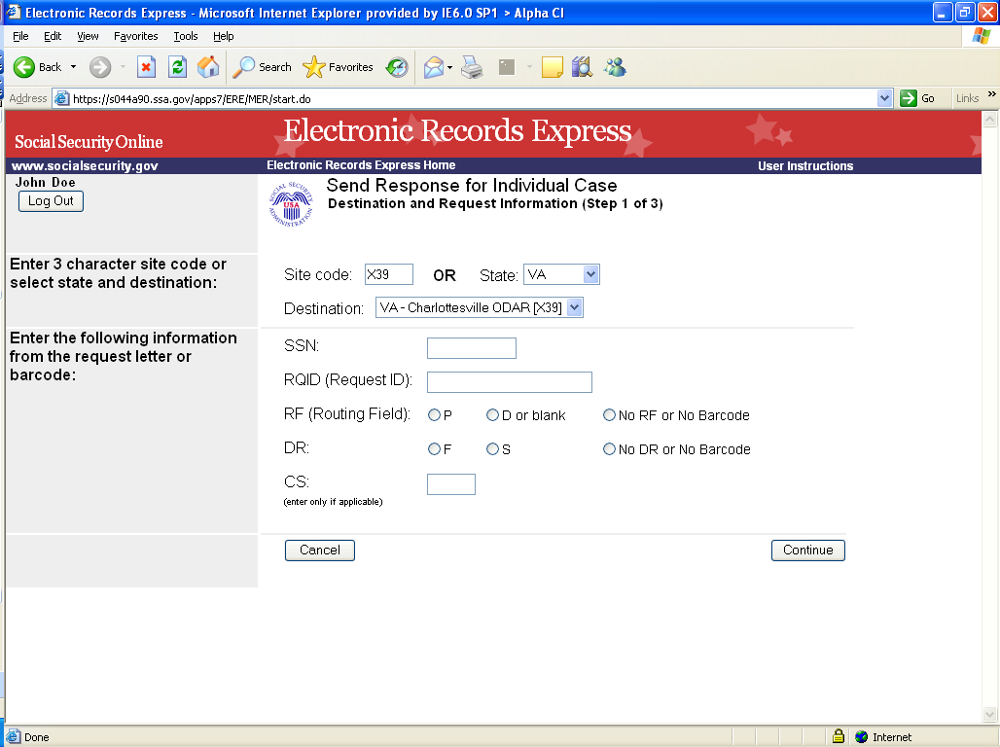 Electronic Records Express - Microsoft Internet Explorer provided by IE6.0 SP1 > Alpha CI
File Edit View Favorites Tools Help
Back Search Favorites
Address https://s044a90.ssa.gov/apps7/ERE/MER/start.do Go Links »
Social Security Online Electronic Records Express
www.socialsecurity.gov Electronic Records Express Home User Instructions
John Doe
Log Out
Send Response for Individual Case
Destination and Request Information (Step 1 of 3)
SOCIAL SECURITY ADMINISTRATION
USA
Enter 3 character site code or
select state and destination:
Site code: X39 OR State: VA
Destination: VA - Charlottesville ODAR [X39]
Enter the following information
from the request letter or
barcode:
SSN:
RQID (Request ID):
RF (Routing Field): P D or blank No RF or No Barcode
DR: F S No DR or No Barcode
CS:
(enter only if applicable)
Cancel Continue
Done Internet